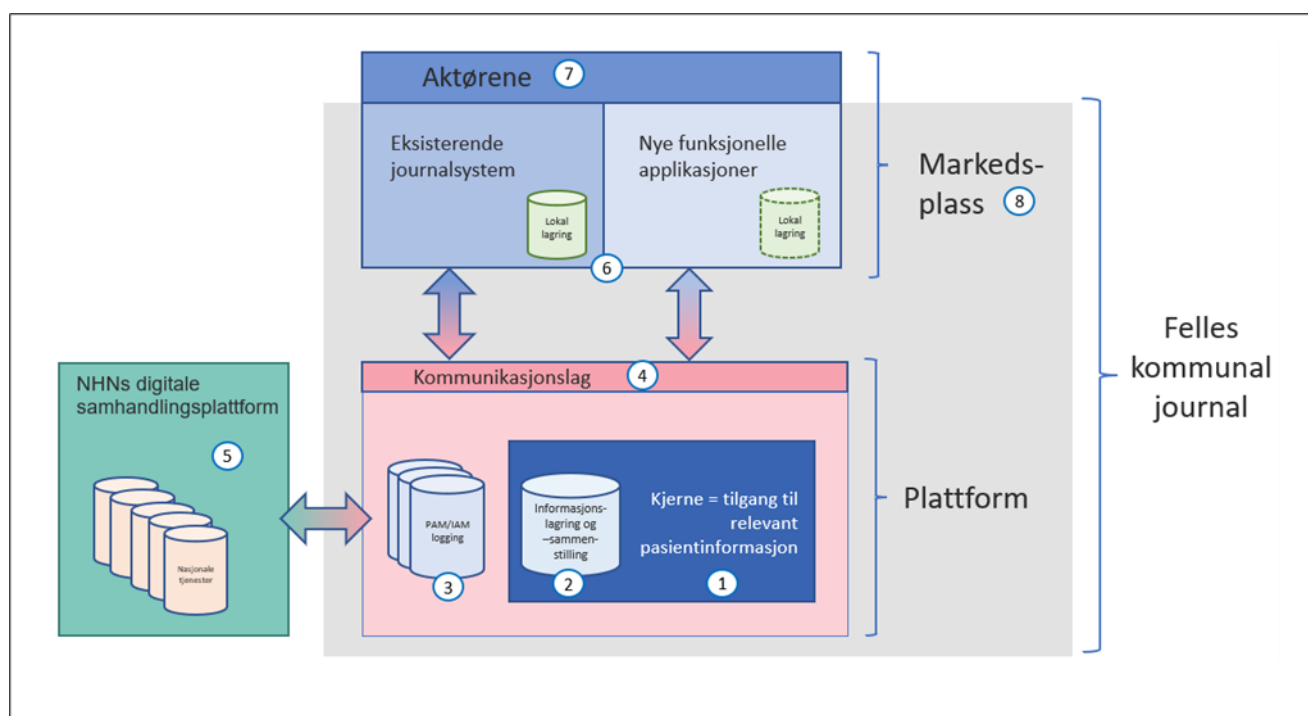 Aktørene 7
Eksisterende
journalsystem
Lokal
lagring
Nye funksjonelle
applikasjoner
Lokal
lagring
6
Markeds-
plass 8
Felles
kommunal
journal
Kommunikasjonslag 4
NHNs digitale
samhandlingsplattform
5
Nasjonale
tjenester
PAM/IAM
logging
3
Informasjons-
lagring og
–sammen-
stilling
2
Kjerne = tilgang til
relevant
pasientinformasjon
1
Plattform